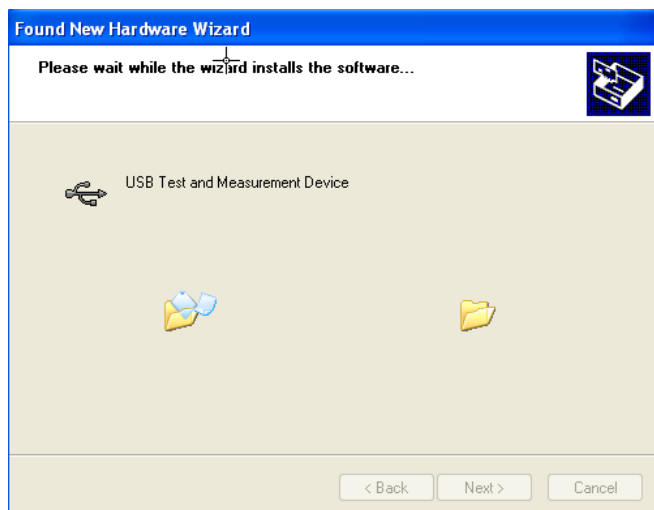 Found New Hardware Wizard
Please wait while the wizard installs the software...
USB Test and Measurement Device
< Back
Next >
Cancel